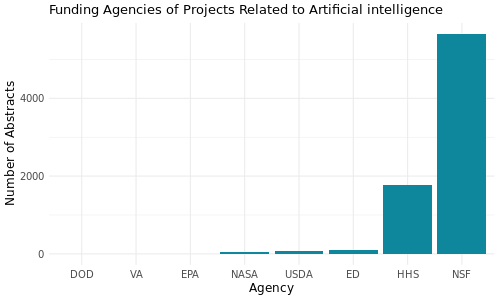 Funding Agencies of Projects Related to Artificial intelligence
Number of Abstracts
4000
2000
0
DOD VA EPA NASA USDA ED HHS NSF
Agency